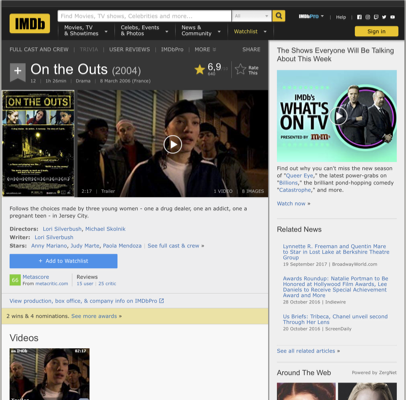 IMDb
Find Movies, TV shows, Celebrities and more...
All
IMDbPro
Help
Movies, TV & Showtimes
Celebs, Events & Photos
News & Community
Watchlist
Sign in
FULL CAST AND CREW | TRIVIA | USER REVIEWS | IMDbPro | MORE
SHARE
On the Outs (2004)
12 | 1h 26min | Drama | 8 March 2006 (France)
6,9
Rate This
ON THE OUTS
2:17 | Trailer
1 VIDEO
9 IMAGES
Follows the choices made by three young women - one a drug dealer, one an addict, one a
pregnant teen - in Jersey City.
Directors: Lori Silverbush, Michael Skolnik
Writer: Lori Silverbush
Stars: Anny Mariano, Judy Marte, Paola Mendoza | See full cast & crew »
+ Add to Watchlist
Metascore
From metacritic.com
Reviews
15 user | 25 critic
View production, box office, & company info on IMDbPro
2 wins & 4 nominations. See more awards »
Videos
02:17
The Shows Everyone Will Be Talking
About This Week
IMDb's
WHAT'S
ON TV
PRESENTED BY m&m's
Find out why you can't miss the new season
of "Queer Eye," the latest power-grabs on
"Billions," the brilliant pond-hopping comedy
"Catastrophe," and more.
Watch now »
Related News
Lynnette R. Freeman and Quentin Mare
to Star in Lost Lake at Berkshire Theatre
Group
19 September 2017 | BroadwayWorld.com
Awards Roundup: Natalie Portman to Be
Honored at Hollywood Film Awards, Lee
Daniels to Receive Special Achievement
Award and More
28 October 2016 | Indiewire
Us Briefs: Tribeca, Chanel unveil second
Through Her Lens
20 October 2016 | ScreenDaily
See all related articles »
Around The Web
Powered by ZergNet